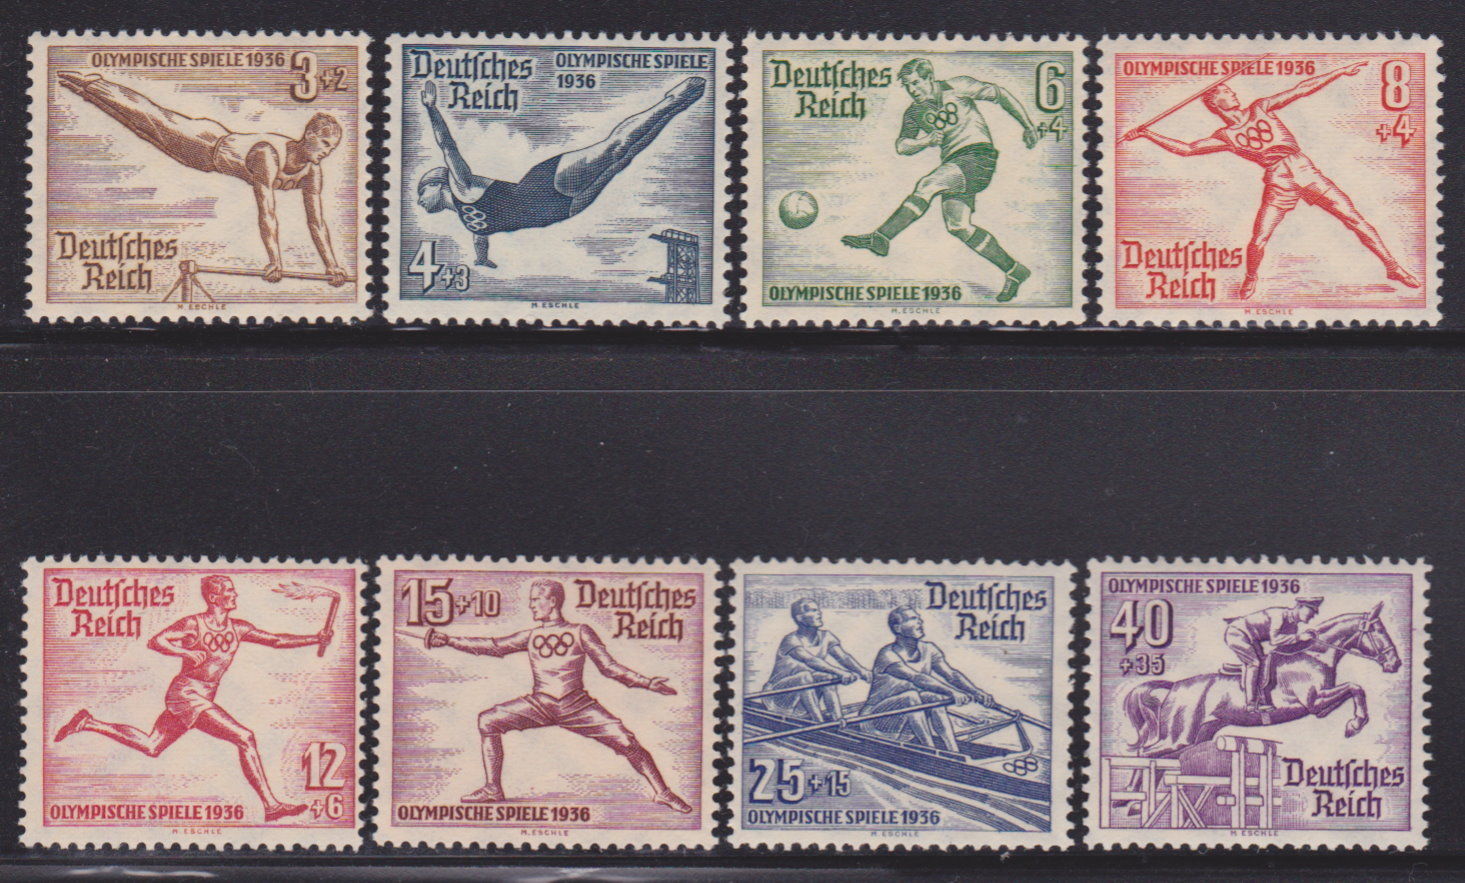 OLYMPISCHE SPIELE 1936 3+2
Deutsches
Reich
M. ESCHLE
Deutsches
Reich
OLYMPISCHE SPIELE
1936
4+3
M. ESCHLE
Deutsches
Reich
6
+4
OLYMPISCHE SPIELE 1936
M. ESCHLE
OLYMPISCHE SPIELE 1936
8
+4
Deutsches
Reich
M. ESCHLE
Deutsches
Reich
12
+6
OLYMPISCHE SPIELE 1936
M. ESCHLE
15+10
Deutsches
Reich
OLYMPISCHE SPIELE 1936
M. ESCHLE
Deutsches
Reich
25+15
OLYMPISCHE SPIELE 1936
M. ESCHLE
OLYMPISCHE SPIELE 1936
40
+35
Deutsches
Reich
M. ESCHLE